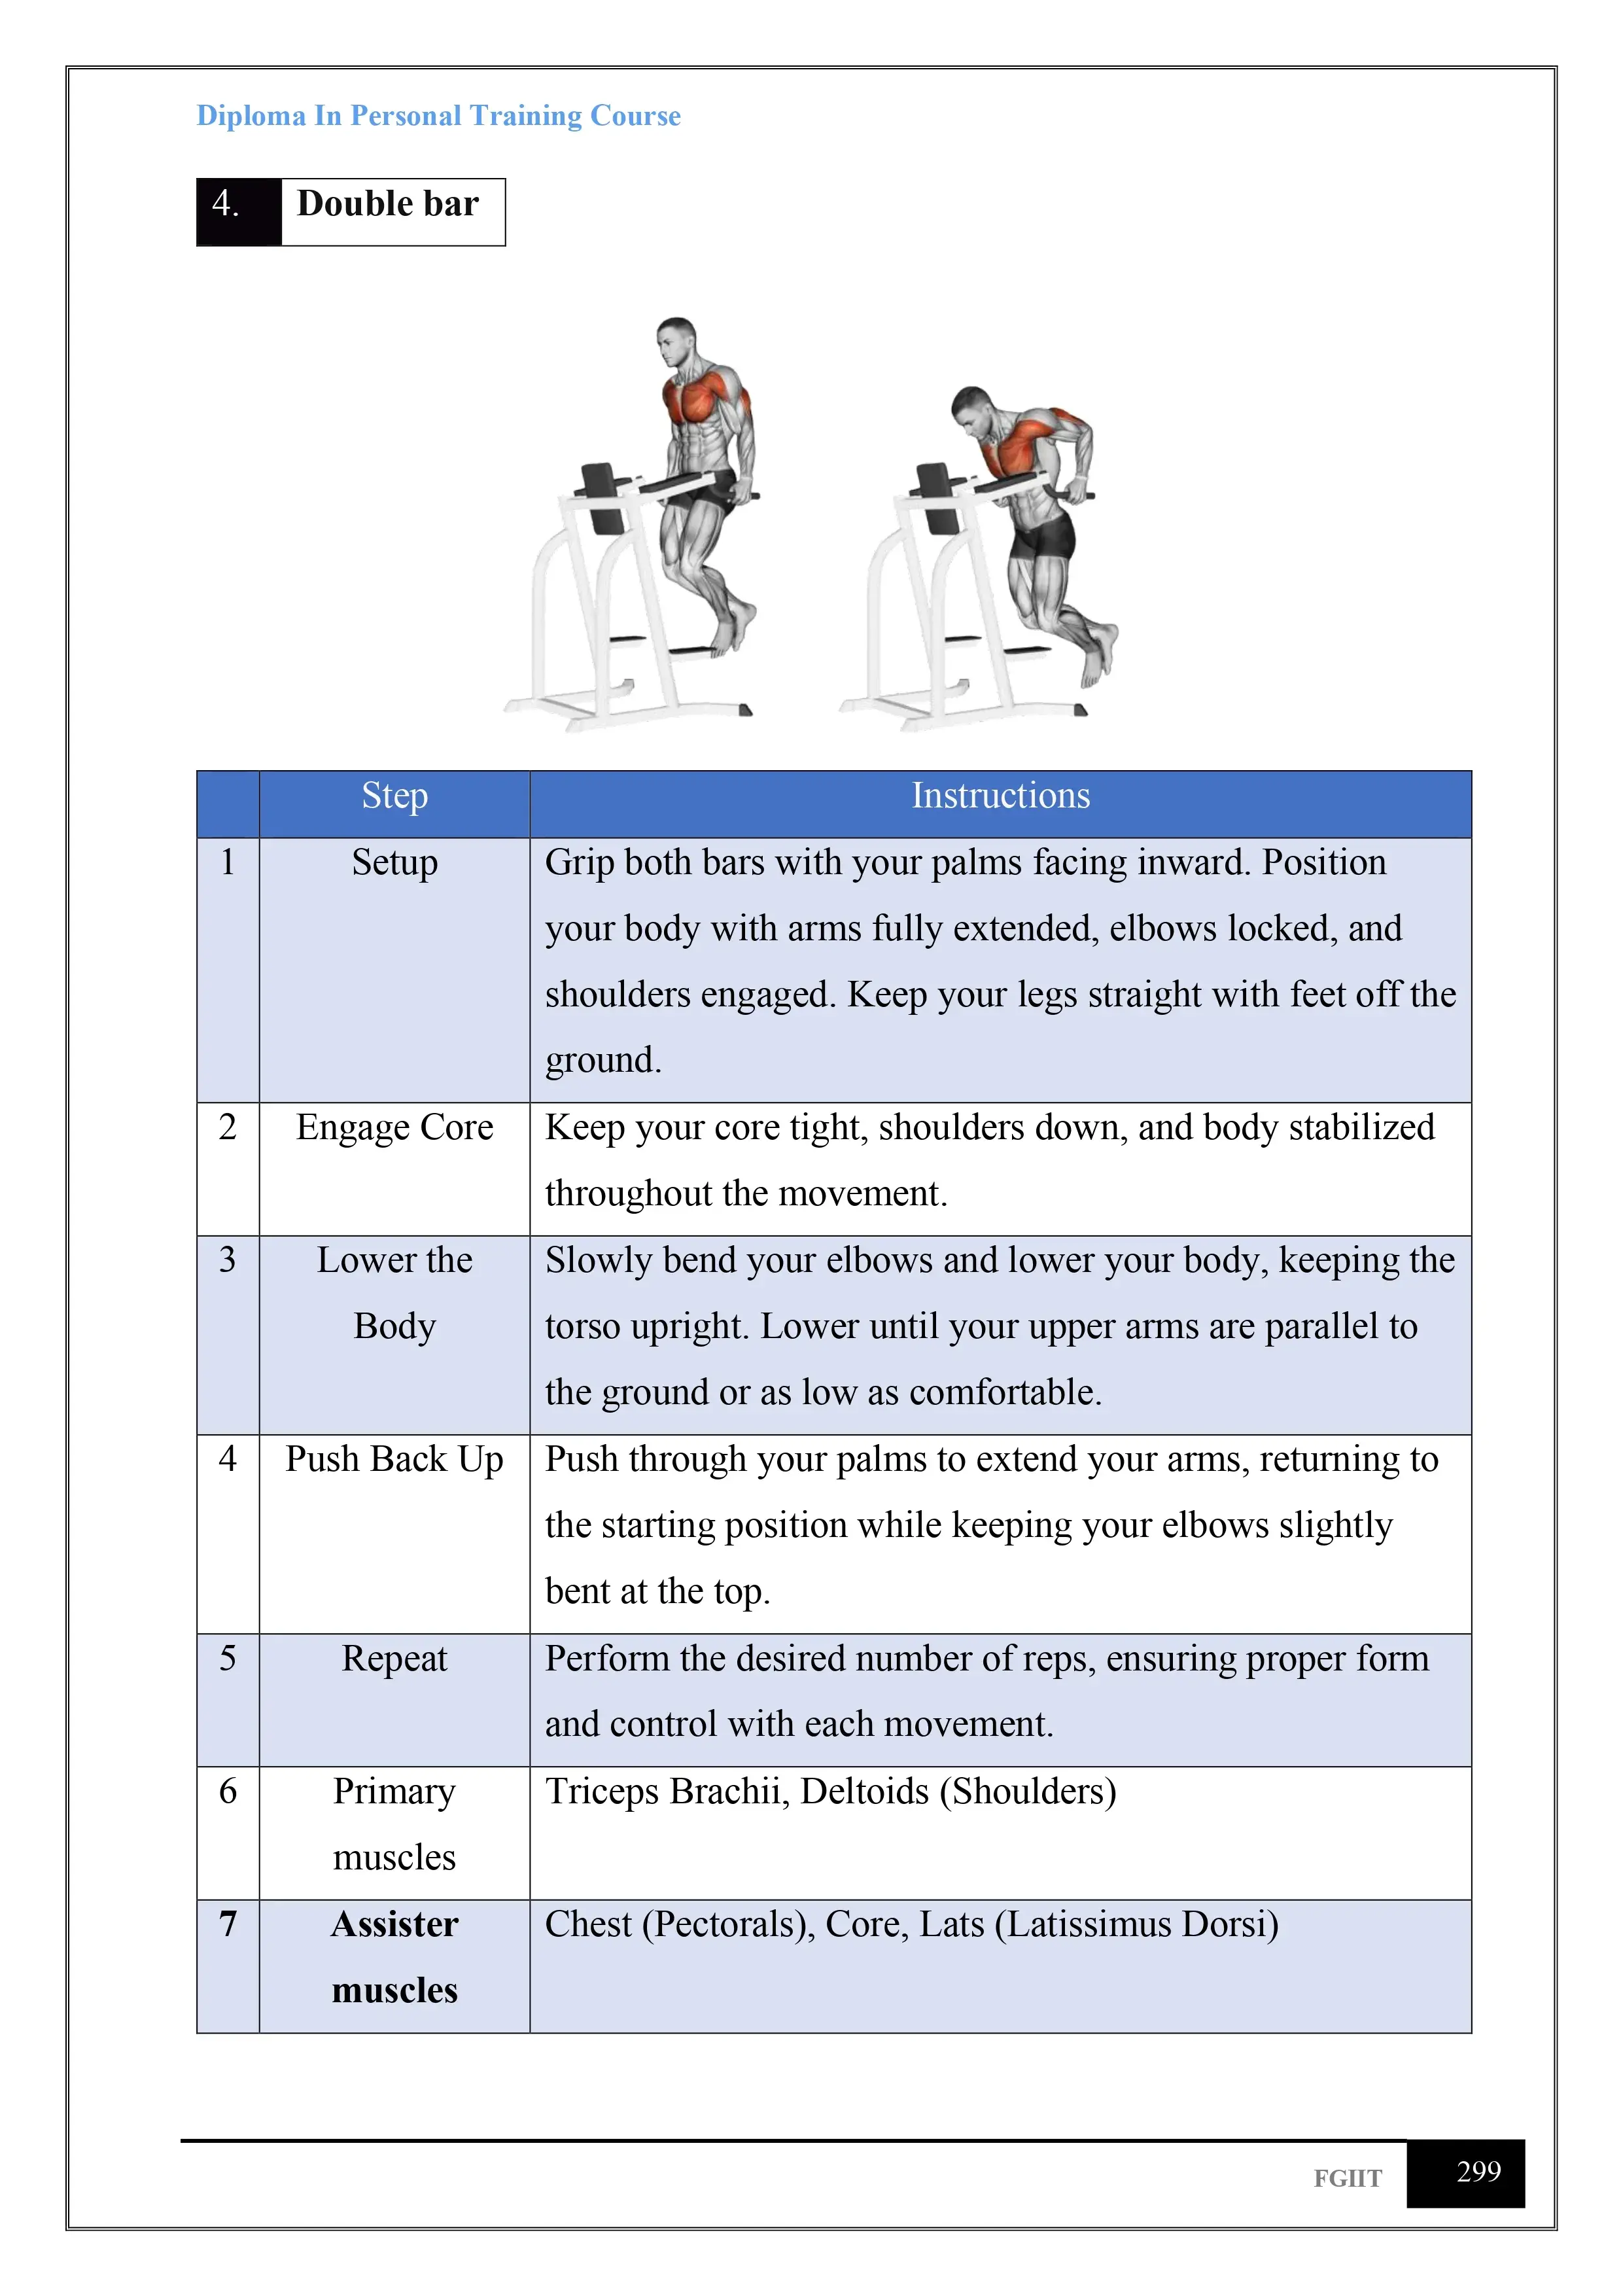 Diploma In Personal Training Course
4. Double bar
Step Instructions
1 Setup Grip both bars with your palms facing inward. Position
your body with arms fully extended, elbows locked, and
shoulders engaged. Keep your legs straight with feet off the
ground.
2 Engage Core Keep your core tight, shoulders down, and body stabilized
throughout the movement.
3 Lower the Slowly bend your elbows and lower your body, keeping the
Body torso upright. Lower until your upper arms are parallel to
the ground or as low as comfortable.
4 Push Back Up Push through your palms to extend your arms, returning to
the starting position while keeping your elbows slightly
bent at the top.
5 Repeat Perform the desired number of reps, ensuring proper form
and control with each movement.
6 Primary Triceps Brachii, Deltoids (Shoulders)
muscles
7 Assister Chest (Pectorals), Core, Lats (Latissimus Dorsi)
muscles
FGIIT 299